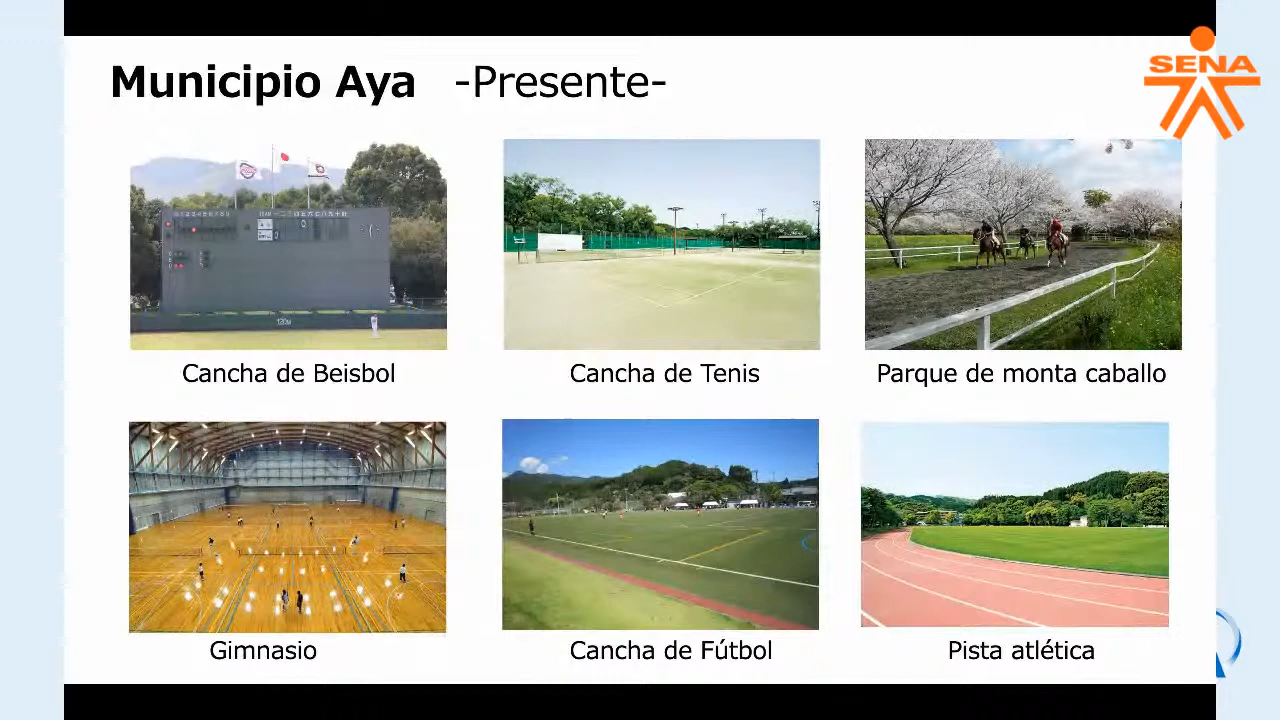 Municipio Aya -Presente-
SENA
120m
Cancha de Beisbol
Cancha de Tenis
Parque de monta caballo
Gimnasio
Cancha de Fútbol
Pista atlética